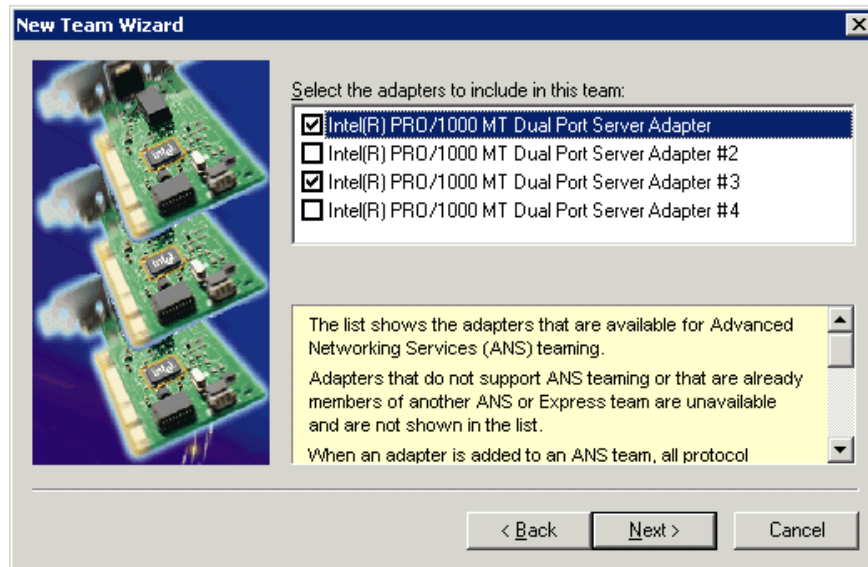 New Team Wizard
Select the adapters to include in this team:
Intel(R) PRO/1000 MT Dual Port Server Adapter
Intel(R) PRO/1000 MT Dual Port Server Adapter #2
Intel(R) PRO/1000 MT Dual Port Server Adapter #3
Intel(R) PRO/1000 MT Dual Port Server Adapter #4
The list shows the adapters that are available for Advanced
Networking Services (ANS) teaming.
Adapters that do not support ANS teaming or that are already
members of another ANS or Express team are unavailable
and are not shown in the list.
When an adapter is added to an ANS team, all protocol
intel
intel
intel
< Back
Next >
Cancel